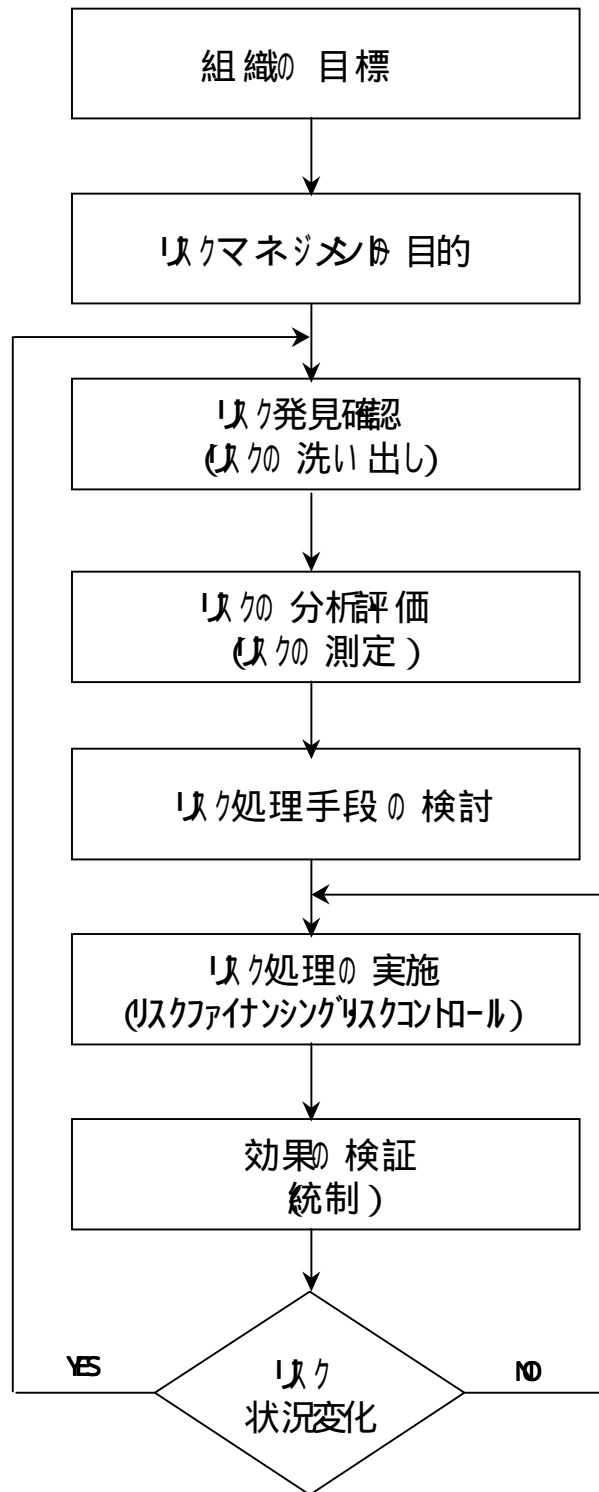 組織の目標
リスクマネジメントの目的
リスク発見確認
(リスクの洗い出し)
リスクの分析評価
(リスクの測定)
リスク処理手段の検討
リスク処理の実施
(リスクファイナンシング・リスクコントロール)
効果の検証
(統制)
YES
リスク
状況変化
NO